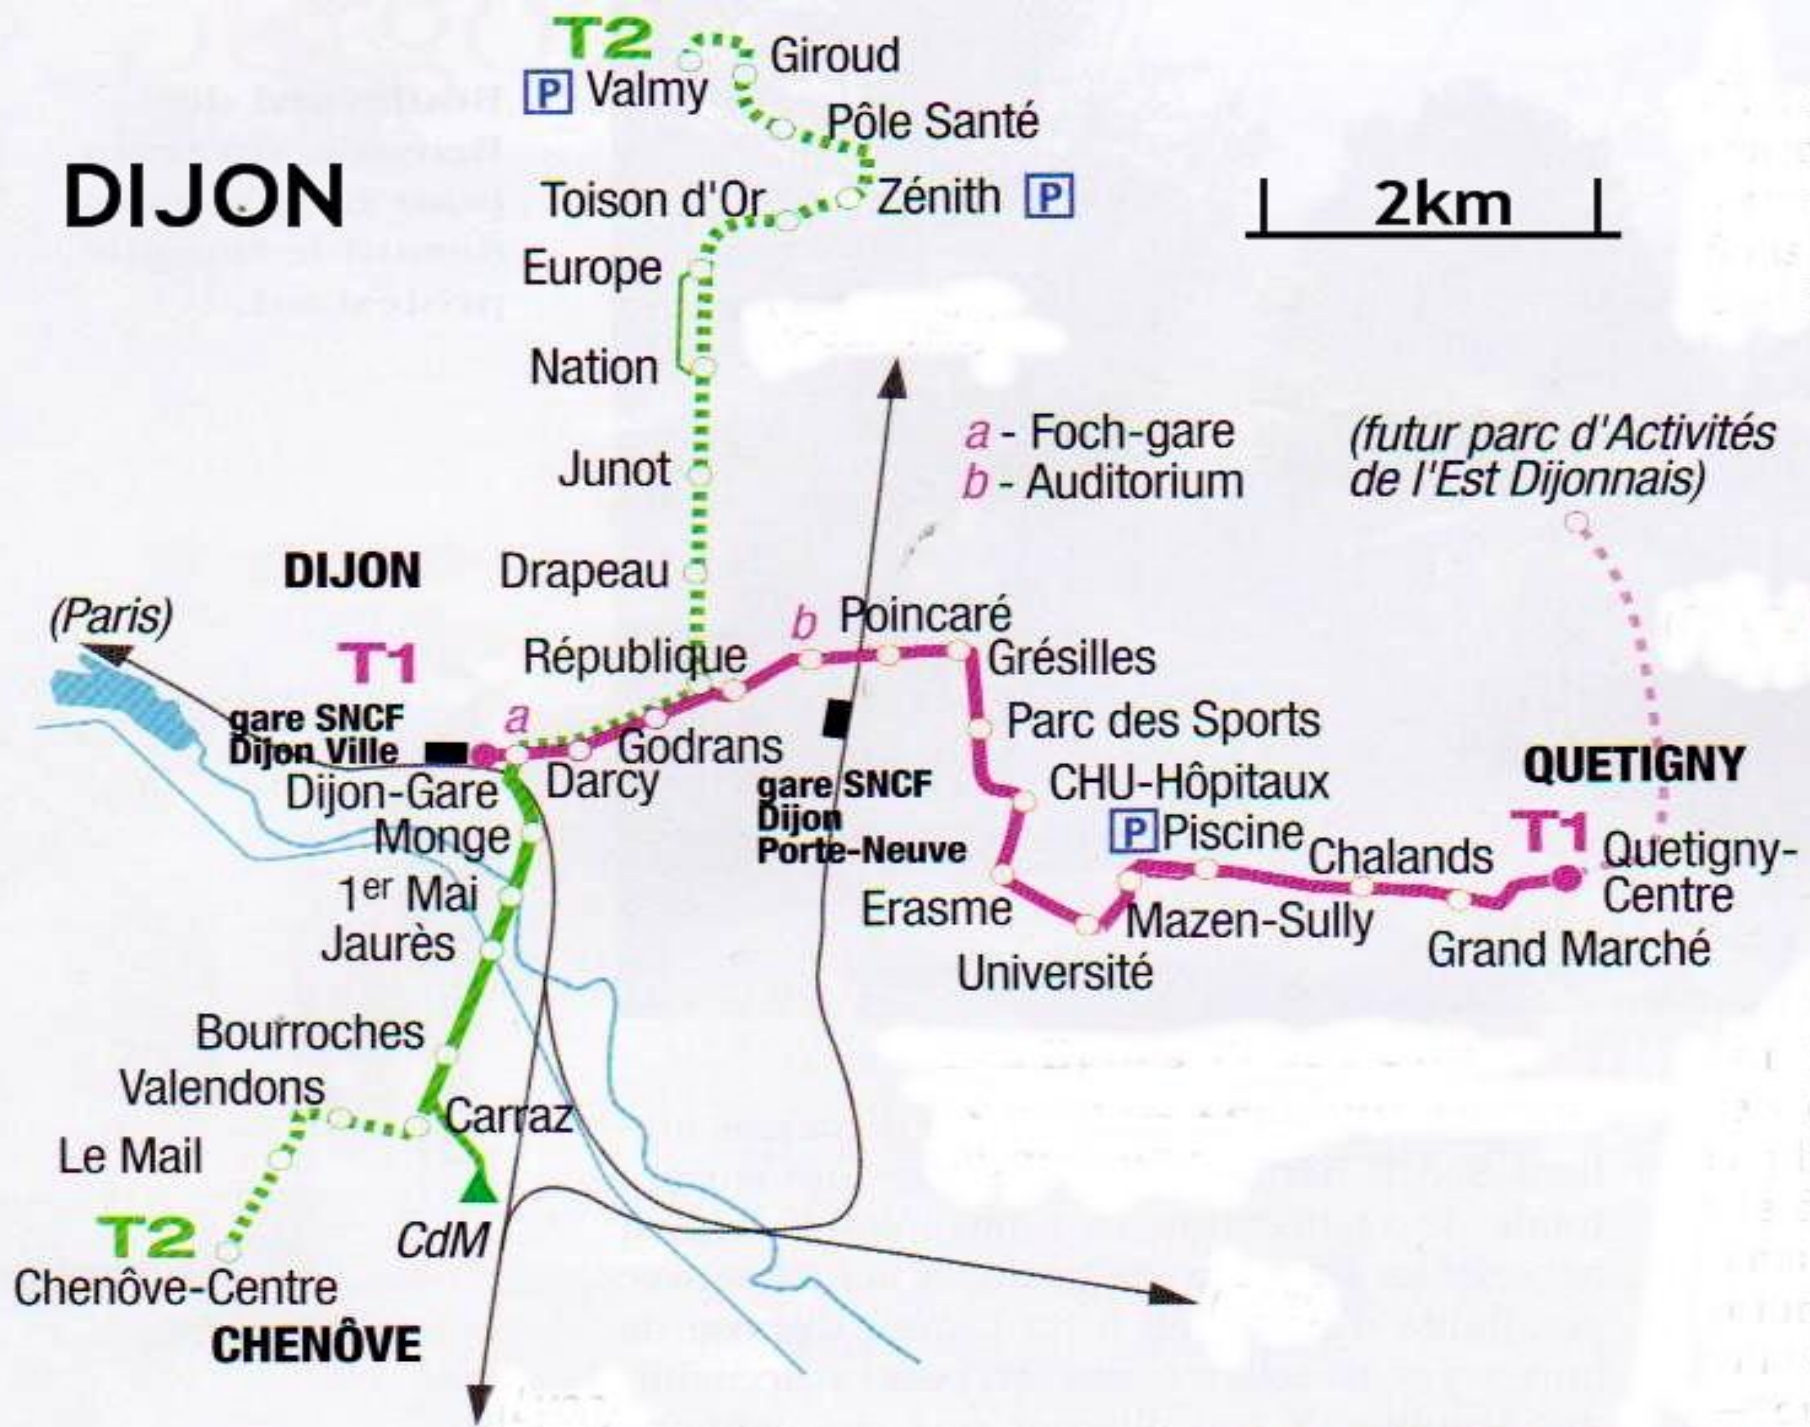 T2
Giroud
P Valmy
Pôle Santé
DIJON
Toison d'Or
Zénith P
2km
Europe
Nation
a - Foch-gare
b - Auditorium
(futur parc d'Activités
de l'Est Dijonnais)
Junot
DIJON
Drapeau
(Paris)
T1
b
Poincaré
République
Grésilles
gare SNCF
Dijon Ville
a
Godrans
Parc des Sports
Dijon-Gare
Darcy
gare SNCF
Dijon
Porte-Neuve
CHU-Hôpitaux
QUETIGNY
Monge
P Piscine
Chalands
T1
Quetigny-
Centre
1er Mai
Erasme
Mazen-Sully
Jaurès
Université
Grand Marché
Bourroches
Valendons
Carraz
Le Mail
T2
CdM
Chenôve-Centre
CHENÔVE